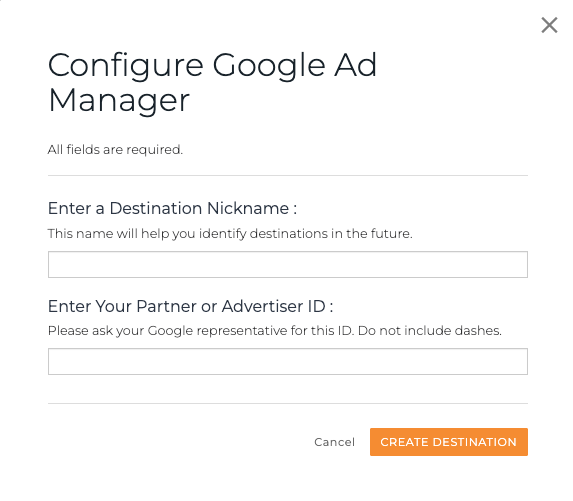 Configure Google Ad
Manager
All fields are required.
Enter a Destination Nickname :
This name will help you identify destinations in the future.
Enter Your Partner or Advertiser ID :
Please ask your Google representative for this ID. Do not include dashes.
Cancel
CREATE DESTINATION